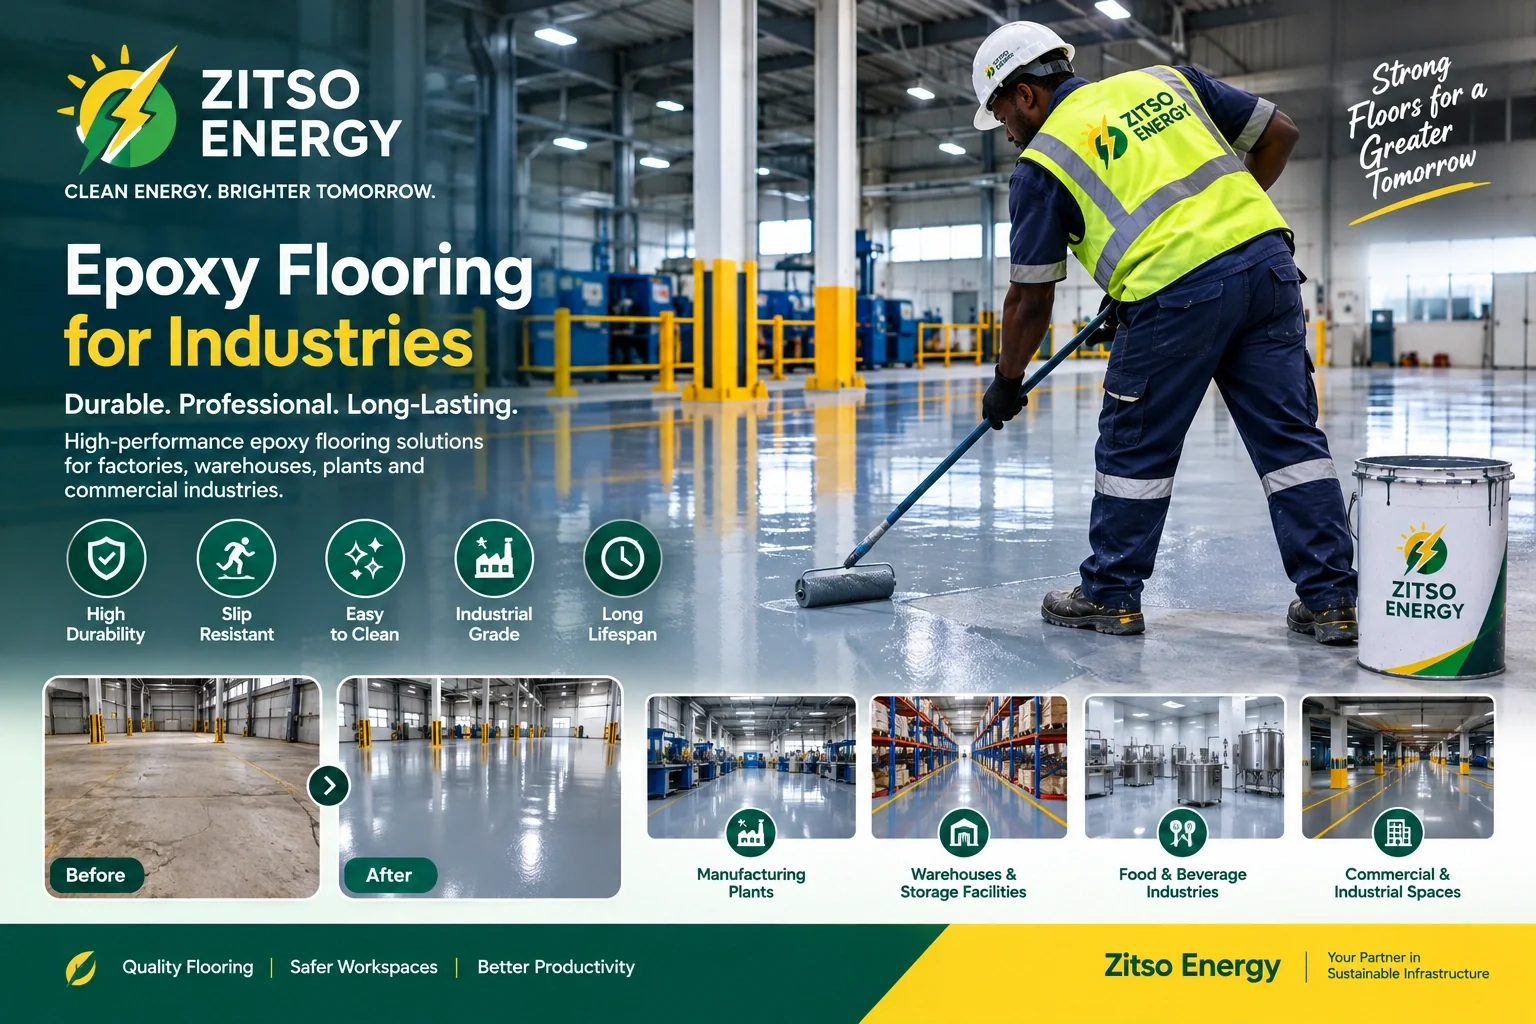 ZITSO
ENERGY
CLEAN ENERGY. BRIGHTER TOMORROW.
Epoxy Flooring
for Industries
Durable. Professional. Long-Lasting.
High-performance epoxy flooring solutions
for factories, warehouses, plants and
commercial industries.
High
Durability
Slip
Resistant
Easy
to Clean
Industrial
Grade
Long
Lifespan
Strong
Floors for a
Greater
Tomorrow
ZITSO
ENERGY
ZITSO
ENERGY
ZITSO
ENERGY
Before
After
Manufacturing
Plants
Warehouses &
Storage Facilities
Food & Beverage
Industries
Commercial &
Industrial Spaces
Quality Flooring
Safer Workspaces
Better Productivity
Zitso Energy
Your Partner in
Sustainable Infrastructure